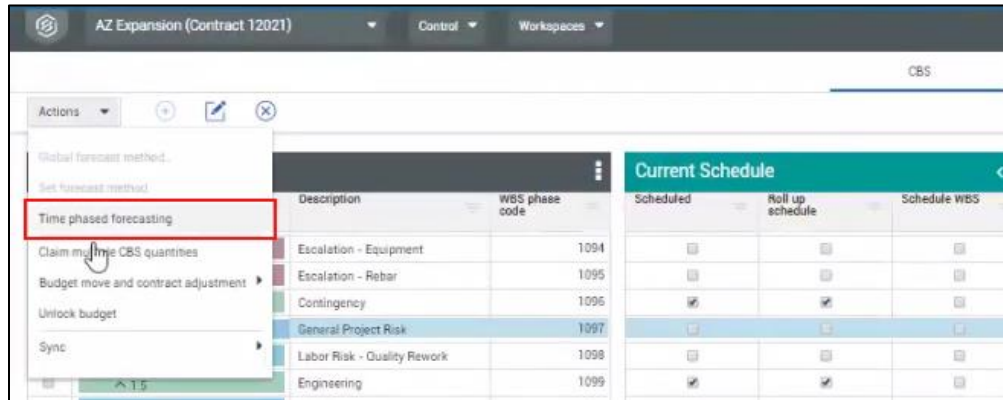 AZ Expansion (Contract 12021) Control Workspaces
CBS
Actions
Global forecast method...
Set forecast method
Time phased forecasting
Claim multiple CBS quantities
Budget move and contract adjustment
Unlock budget
Sync
1.5
Current Schedule
Description WBS phase code Scheduled Roll up schedule Schedule WBS
Escalation - Equipment 1094
Escalation - Rebar 1095
Contingency 1096
General Project Risk 1097
Labor Risk - Quality Rework 1098
Engineering 1099